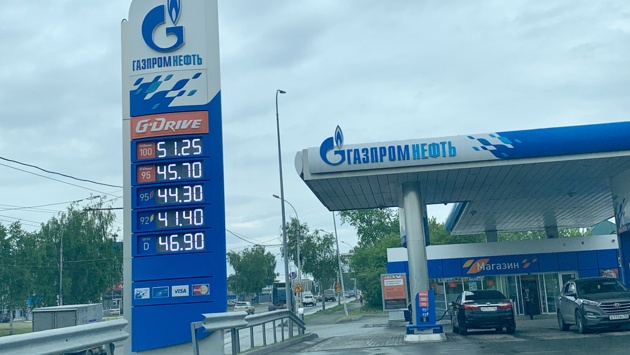 ГАЗПРОМНЕФТЬ
G-DRIVE
100 51.25
95 45.70
95 44.30
92 41.40
D 46.90
VISA
ГАЗПРОМНЕФТЬ
Магазин